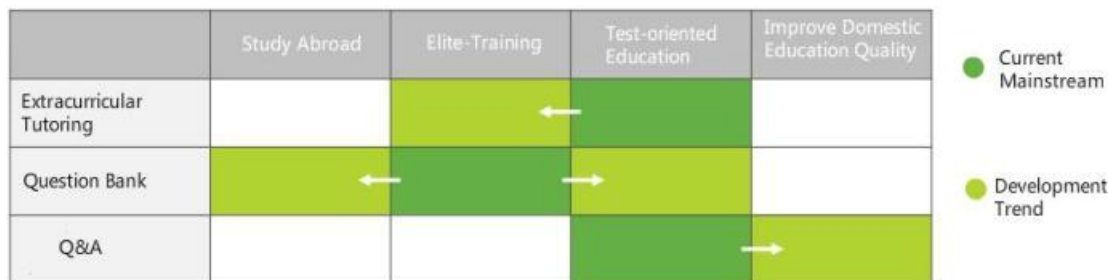 Study Abroad
Elite-Training
Test-oriented
Education
Improve Domestic
Education Quality
Extracurricular
Tutoring
Question Bank
Q&A
Current
Mainstream
Development
Trend